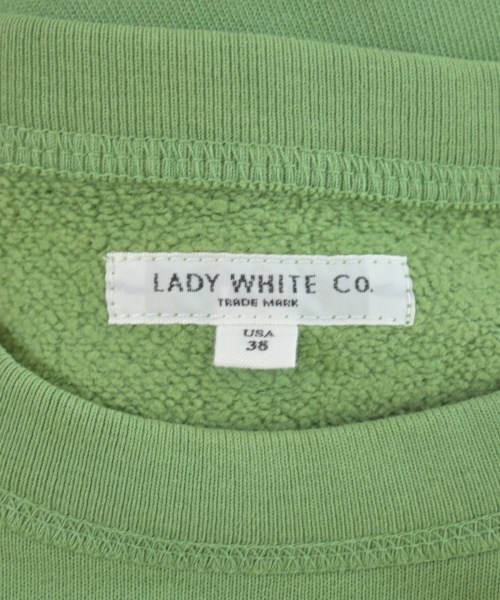 LADY WHITE CO.
TRADE MARK
USA
38